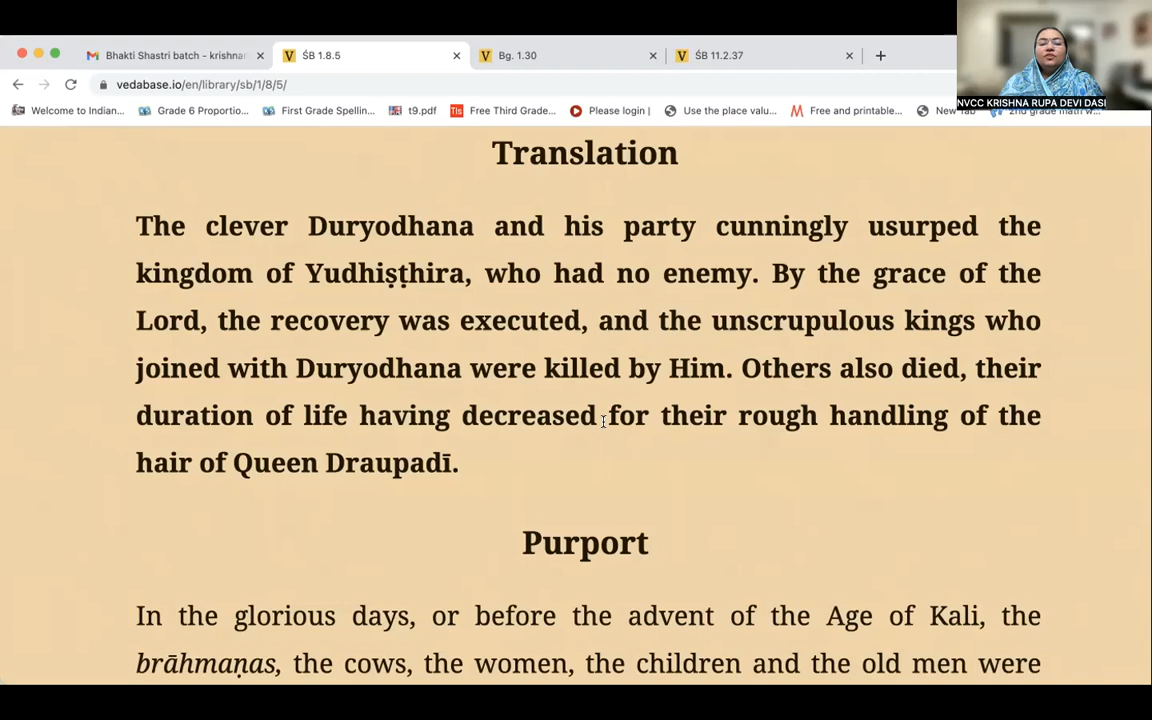 Bhakti Shastri batch - krishnar
ŚB 1.8.5
Bg. 1.30
ŚB 11.2.37
vedabase.io/en/library/sb/1/8/5/
Welcome to Indian...
Grade 6 Proportio...
First Grade Spellin...
t9.pdf
Free Third Grade...
Please login |
Use the place valu...
Free and printable...
New Tab
2nd grade math w...
NVCC KRISHNA RUPA DEVI DASI
Translation
The clever Duryodhana and his party cunningly usurped the
kingdom of Yudhiṣṭhira, who had no enemy. By the grace of the
Lord, the recovery was executed, and the unscrupulous kings who
joined with Duryodhana were killed by Him. Others also died, their
duration of life having decreased for their rough handling of the
hair of Queen Draupadī.
Purport
In the glorious days, or before the advent of the Age of Kali, the
brāhmaṇas, the cows, the women, the children and the old men were